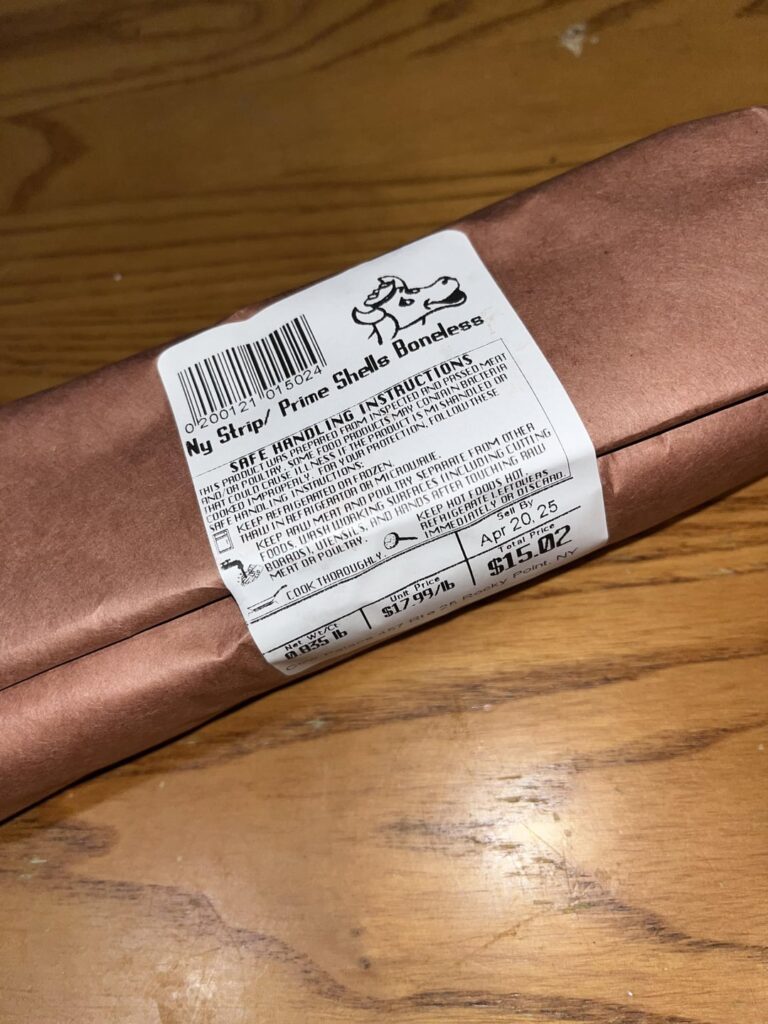 0 200121 015024
Ny Strip/ Prime Shells Boneless
SAFE HANDLING INSTRUCTIONS
THIS PRODUCT WAS PREPARED FROM INSPECTED AND PASSED MEAT
AND/OR POULTRY. SOME FOOD PRODUCTS MAY CONTAIN BACTERIA
THAT COULD CAUSE ILLNESS IF THE PRODUCT IS MISHANDLED OR
COOKED IMPROPERLY. FOR YOUR PROTECTION, FOLLOW THESE
SAFE HANDLING INSTRUCTIONS:
KEEP REFRIGERATED OR FROZEN.
THAW IN REFRIGERATOR OR MICROWAVE.
KEEP RAW MEAT AND POULTRY SEPARATE FROM OTHER
FOODS. WASH WORKING SURFACES (INCLUDING CUTTING
BOARDS), UTENSILS, AND HANDS AFTER TOUCHING RAW
MEAT OR POULTRY.
KEEP HOT FOODS HOT.
REFRIGERATE LEFTOVERS
IMMEDIATELY OR DISCARD.
COOK THOROUGHLY.
Sell By
Apr 20, 25
Net Wt/Ct
0.835 lb
Unit Price
$17.99/lb
Total Price
$15.02
Rte 25 Rocky Point, NY